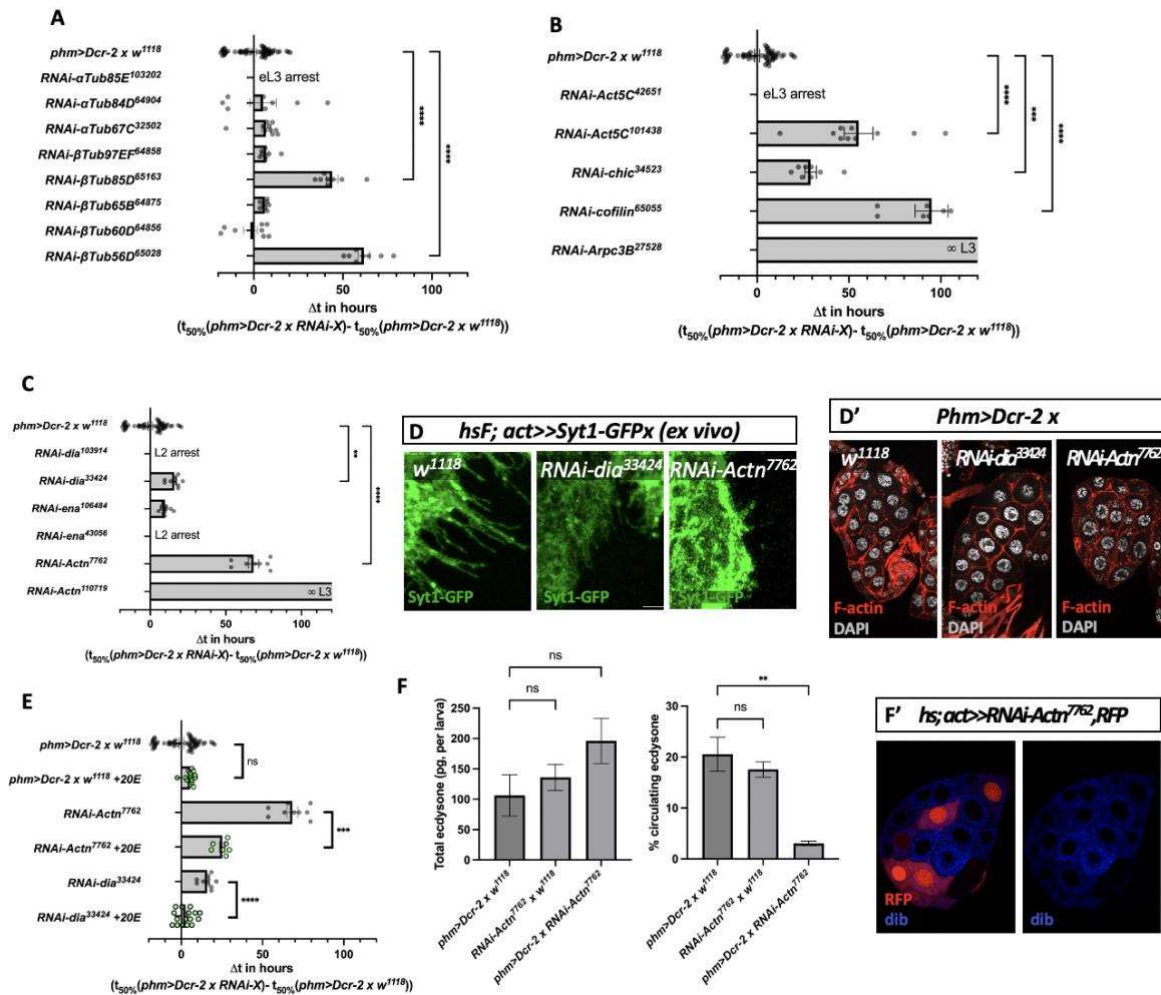 A
phm>Dcr-2 x w1118
RNAi-αTub85E103202
eL3 arrest
RNAi-αTub84D64904
RNAi-αTub67C32502
RNAi-βTub97EF64858
RNAi-βTub85D65163
RNAi-βTub65B64875
RNAi-βTub60D64856
RNAi-βTub56D65028
****
****
0
50
100
Δt in hours
(t50%(phm>Dcr-2 x RNAi-X)- t50%(phm>Dcr-2 x w1118))
B
phm>Dcr-2 x w1118
RNAi-Act5C42651
eL3 arrest
RNAi-Act5C101438
RNAi-chic34523
RNAi-cofilin65055
RNAi-Arpc3B27528
∞ L3
****
***
****
0
50
100
Δt in hours
(t50%(phm>Dcr-2 x RNAi-X)- t50%(phm>Dcr-2 x w1118))
C
phm; Dcr-2 x w1118
RNAi-dia103914
L2 arrest
RNAi-dia33424
RNAi-ena106484
RNAi-ena43056
L2 arrest
RNAi-Actn7762
RNAi-Actn110719
∞ L3
**
****
0
50
100
Δt in hours
(t50%(phm>Dcr-2 x RNAi-X)- t50%(phm>Dcr-2 x w1118))
D
hsF; act>>Syt1-GFPx (ex vivo)
w1118
RNAi-dia33424
RNAi-Actn7762
Syt1-GFP
Syt1-GFP
Syt1-GFP
D'
Phm>Dcr-2 x
w1118
RNAi-dia33424
RNAi-Actn7762
F-actin
DAPI
F-actin
DAPI
F-actin
DAPI
E
phm>Dcr-2 x w1118
phm>Dcr-2 x w1118 +20E
RNAi-Actn7762
RNAi-Actn7762 +20E
RNAi-dia33424
RNAi-dia33424 +20E
ns
***
****
0
50
100
Δt in hours
(t50%(phm>Dcr-2 x RNAi-X)- t50%(phm>Dcr-2 x w1118))
F
Total ecdysone (pg, per larva)
250
200
150
100
50
0
ns
ns
phm>Dcr-2 x w1118
RNAi-Actn7762 x w1118
phm>Dcr-2 x RNAi-Actn7762
% circulating ecdysone
30
20
10
0
**
ns
phm>Dcr-2 x w1118
RNAi-Actn7762 x w1118
phm>Dcr-2 x RNAi-Actn7762
F'
hs; act>>RNAi-Actn7762,RFP
RFP
dib
dib